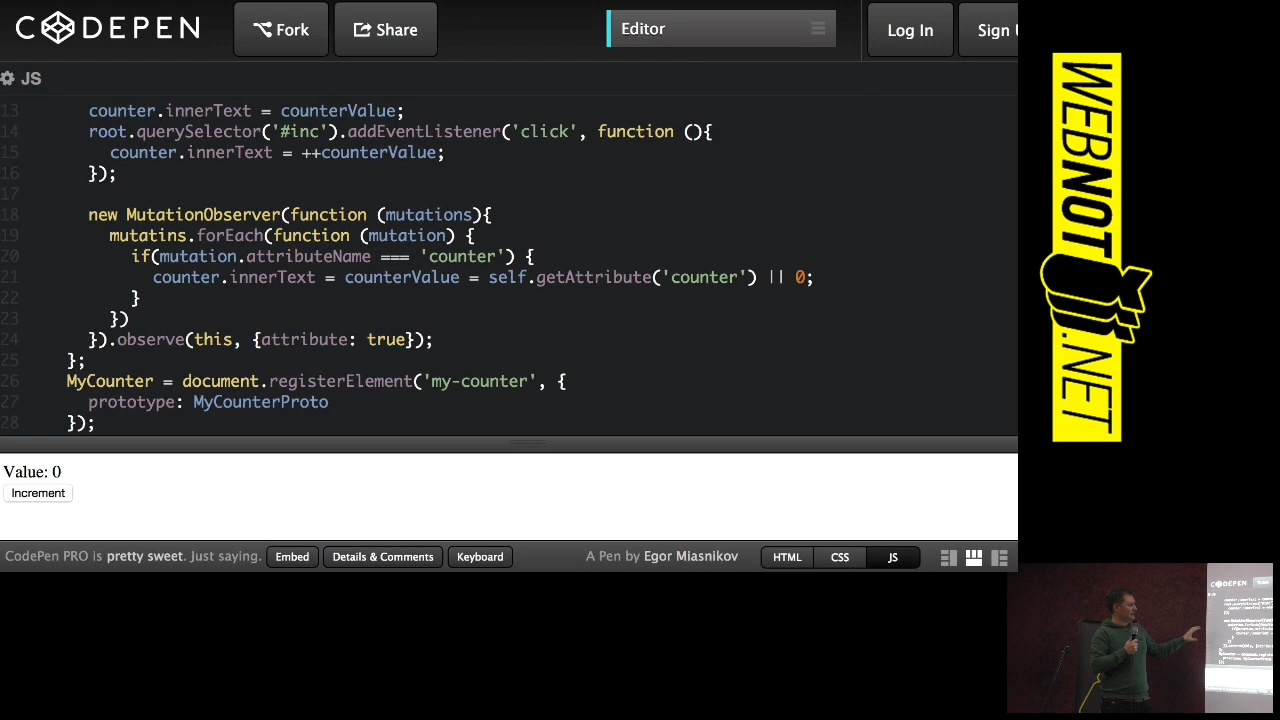 CODEPEN
Fork
Share
Editor
Log In
Sign U
JS
13 counter.innerText = counterValue;
14 root.querySelector('#inc').addEventListener('click', function (){
15 counter.innerText = ++counterValue;
16 });
17
18 new MutationObserver(function (mutations){
19 mutatins.forEach(function (mutation) {
20 if(mutation.attributeName === 'counter') {
21 counter.innerText = counterValue = self.getAttribute('counter') || 0;
22 }
23 })
24 }).observe(this, {attribute: true});
25 };
26 MyCounter = document.registerElement('my-counter', {
27 prototype: MyCounterProto
28 });
Value: 0
Increment
CodePen PRO is pretty sweet. Just saying.
Embed
Details & Comments
Keyboard
A Pen by Egor Miasnikov
HTML
CSS
JS
WEBNOT
.NET
CODEPEN